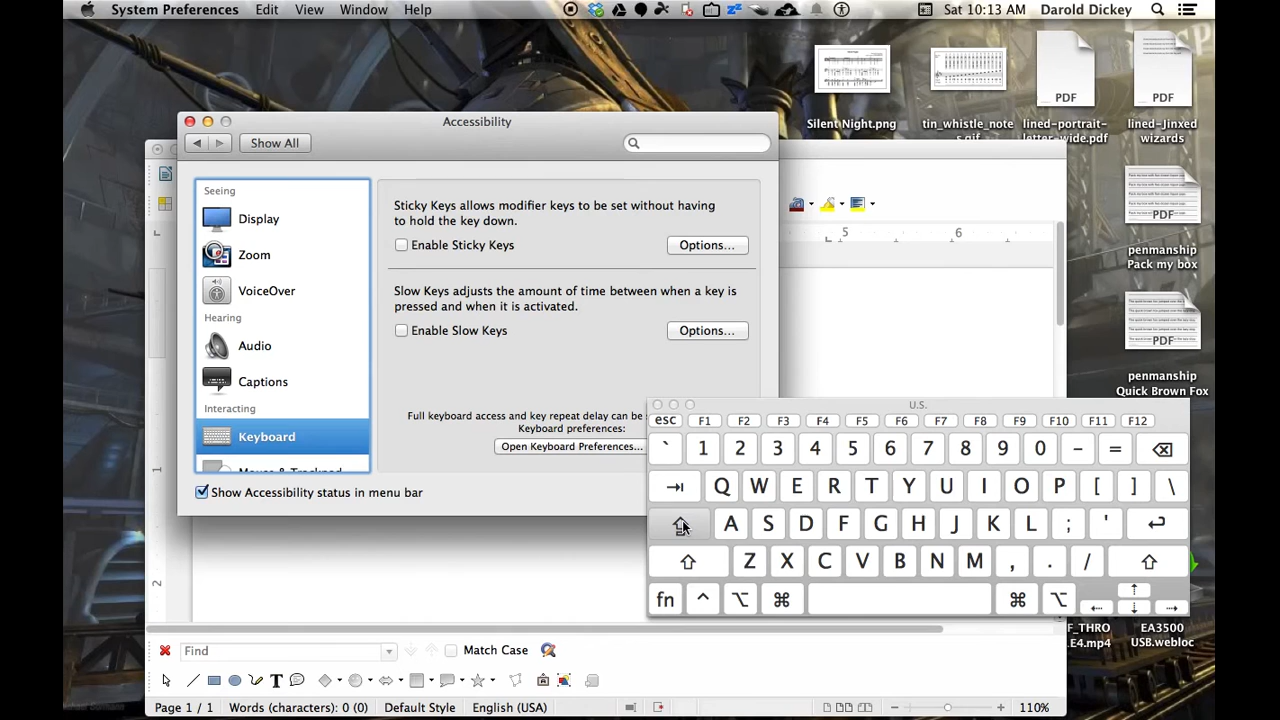 System Preferences Edit View Window Help Sat 10:13 AM Darold Dickey
Silent Night.png
tin_whistle_note
s.gif
PDF
lined-portrait-
letter-wide.pdf
PDF
lined-Jinxed
wizards
PDF
penmanship
Pack my box
PDF
penmanship
Quick Brown Fox
F_THRO
.E4.mp4
EA3500
USB.webloc
Accessibility
Show All
Seeing
Display
Zoom
VoiceOver
Hearing
Audio
Captions
Interacting
Keyboard
Mouse & Trackpad
Sticky modifier keys to be set without having
to hold the key down.
Enable Sticky Keys Options...
Slow Keys adjusts the amount of time between when a key is
pressed and when it is activated.
Enable Slow Keys Options...
Full keyboard access and key repeat delay can be
Keyboard preferences:
Open Keyboard Preferences...
Show Accessibility status in menu bar
5 6
1
2
U.S.
esc F1 F2 F3 F4 F5 F6 F7 F8 F9 F10 F11 F12
` 1 2 3 4 5 6 7 8 9 0 - =
Q W E R T Y U I O P [ ] \
A S D F G H J K L ; '
Z X C V B N M , . /
fn ^ ⌥ ⌘ ⌘ ⌥
Find Match Case
Page 1 / 1 Words (characters): 0 (0) Default Style English (USA) 110%